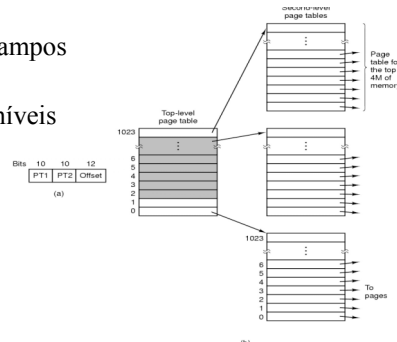 ampos
níveis
Second-level
page tables
Page
table for
the top
4M of
memory
Top-level
page table
1023
6
5
4
3
2
1
0
Bits 10 10 12
PT1 PT2 Offset
(a)
1023
6
5
4
3
2
1
0
To
pages